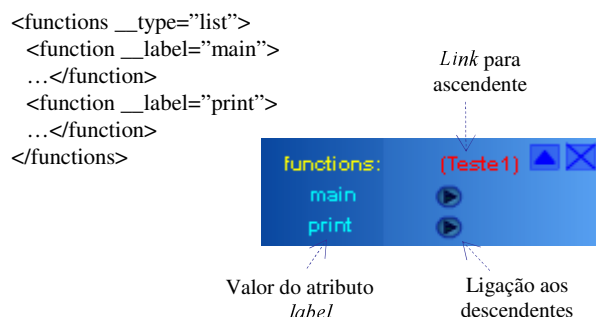 <functions __type=”list”>
<function __label=”main”>
…</function>
<function __label=”print”>
…</function>
</functions>
Link para
ascendente
functions: (Teste1)
main
print
Valor do atributo
label
Ligação aos
descendentes